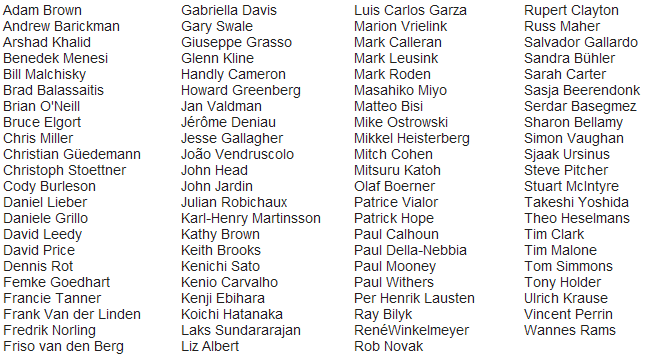 Adam Brown
Andrew Barickman
Arshad Khalid
Benedek Menesi
Bill Malchisky
Brad Balassaitis
Brian O'Neill
Bruce Elgort
Chris Miller
Christian Güedemann
Christoph Stoettner
Cody Burleson
Daniel Lieber
Daniele Grillo
David Leedy
David Price
Dennis Rot
Femke Goedhart
Francie Tanner
Frank Van der Linden
Fredrik Norling
Friso van den Berg
Gabriella Davis
Gary Swale
Giuseppe Grasso
Glenn Kline
Handly Cameron
Howard Greenberg
Jan Valdman
Jérôme Deniau
Jesse Gallagher
João Vendruscolo
John Head
John Jardin
Julian Robichaux
Karl-Henry Martinsson
Kathy Brown
Keith Brooks
Kenichi Sato
Kenio Carvalho
Kenji Ebihara
Koichi Hatanaka
Laks Sundararajan
Liz Albert
Luis Carlos Garza
Marion Vrielink
Mark Calleran
Mark Leusink
Mark Roden
Masahiko Miyo
Matteo Bisi
Mike Ostrowski
Mikkel Heisterberg
Mitch Cohen
Mitsuru Katoh
Olaf Boerner
Patrice Vialor
Patrick Hope
Paul Calhoun
Paul Della-Nebbia
Paul Mooney
Paul Withers
Per Henrik Lausten
Ray Bilyk
RenéWinkelmeyer
Rob Novak
Rupert Clayton
Russ Maher
Salvador Gallardo
Sandra Bühler
Sarah Carter
Sasja Beerendonk
Serdar Basegmez
Sharon Bellamy
Simon Vaughan
Sjaak Ursinus
Steve Pitcher
Stuart McIntyre
Takeshi Yoshida
Theo Heselmans
Tim Clark
Tim Malone
Tom Simmons
Tony Holder
Ulrich Krause
Vincent Perrin
Wannes Rams